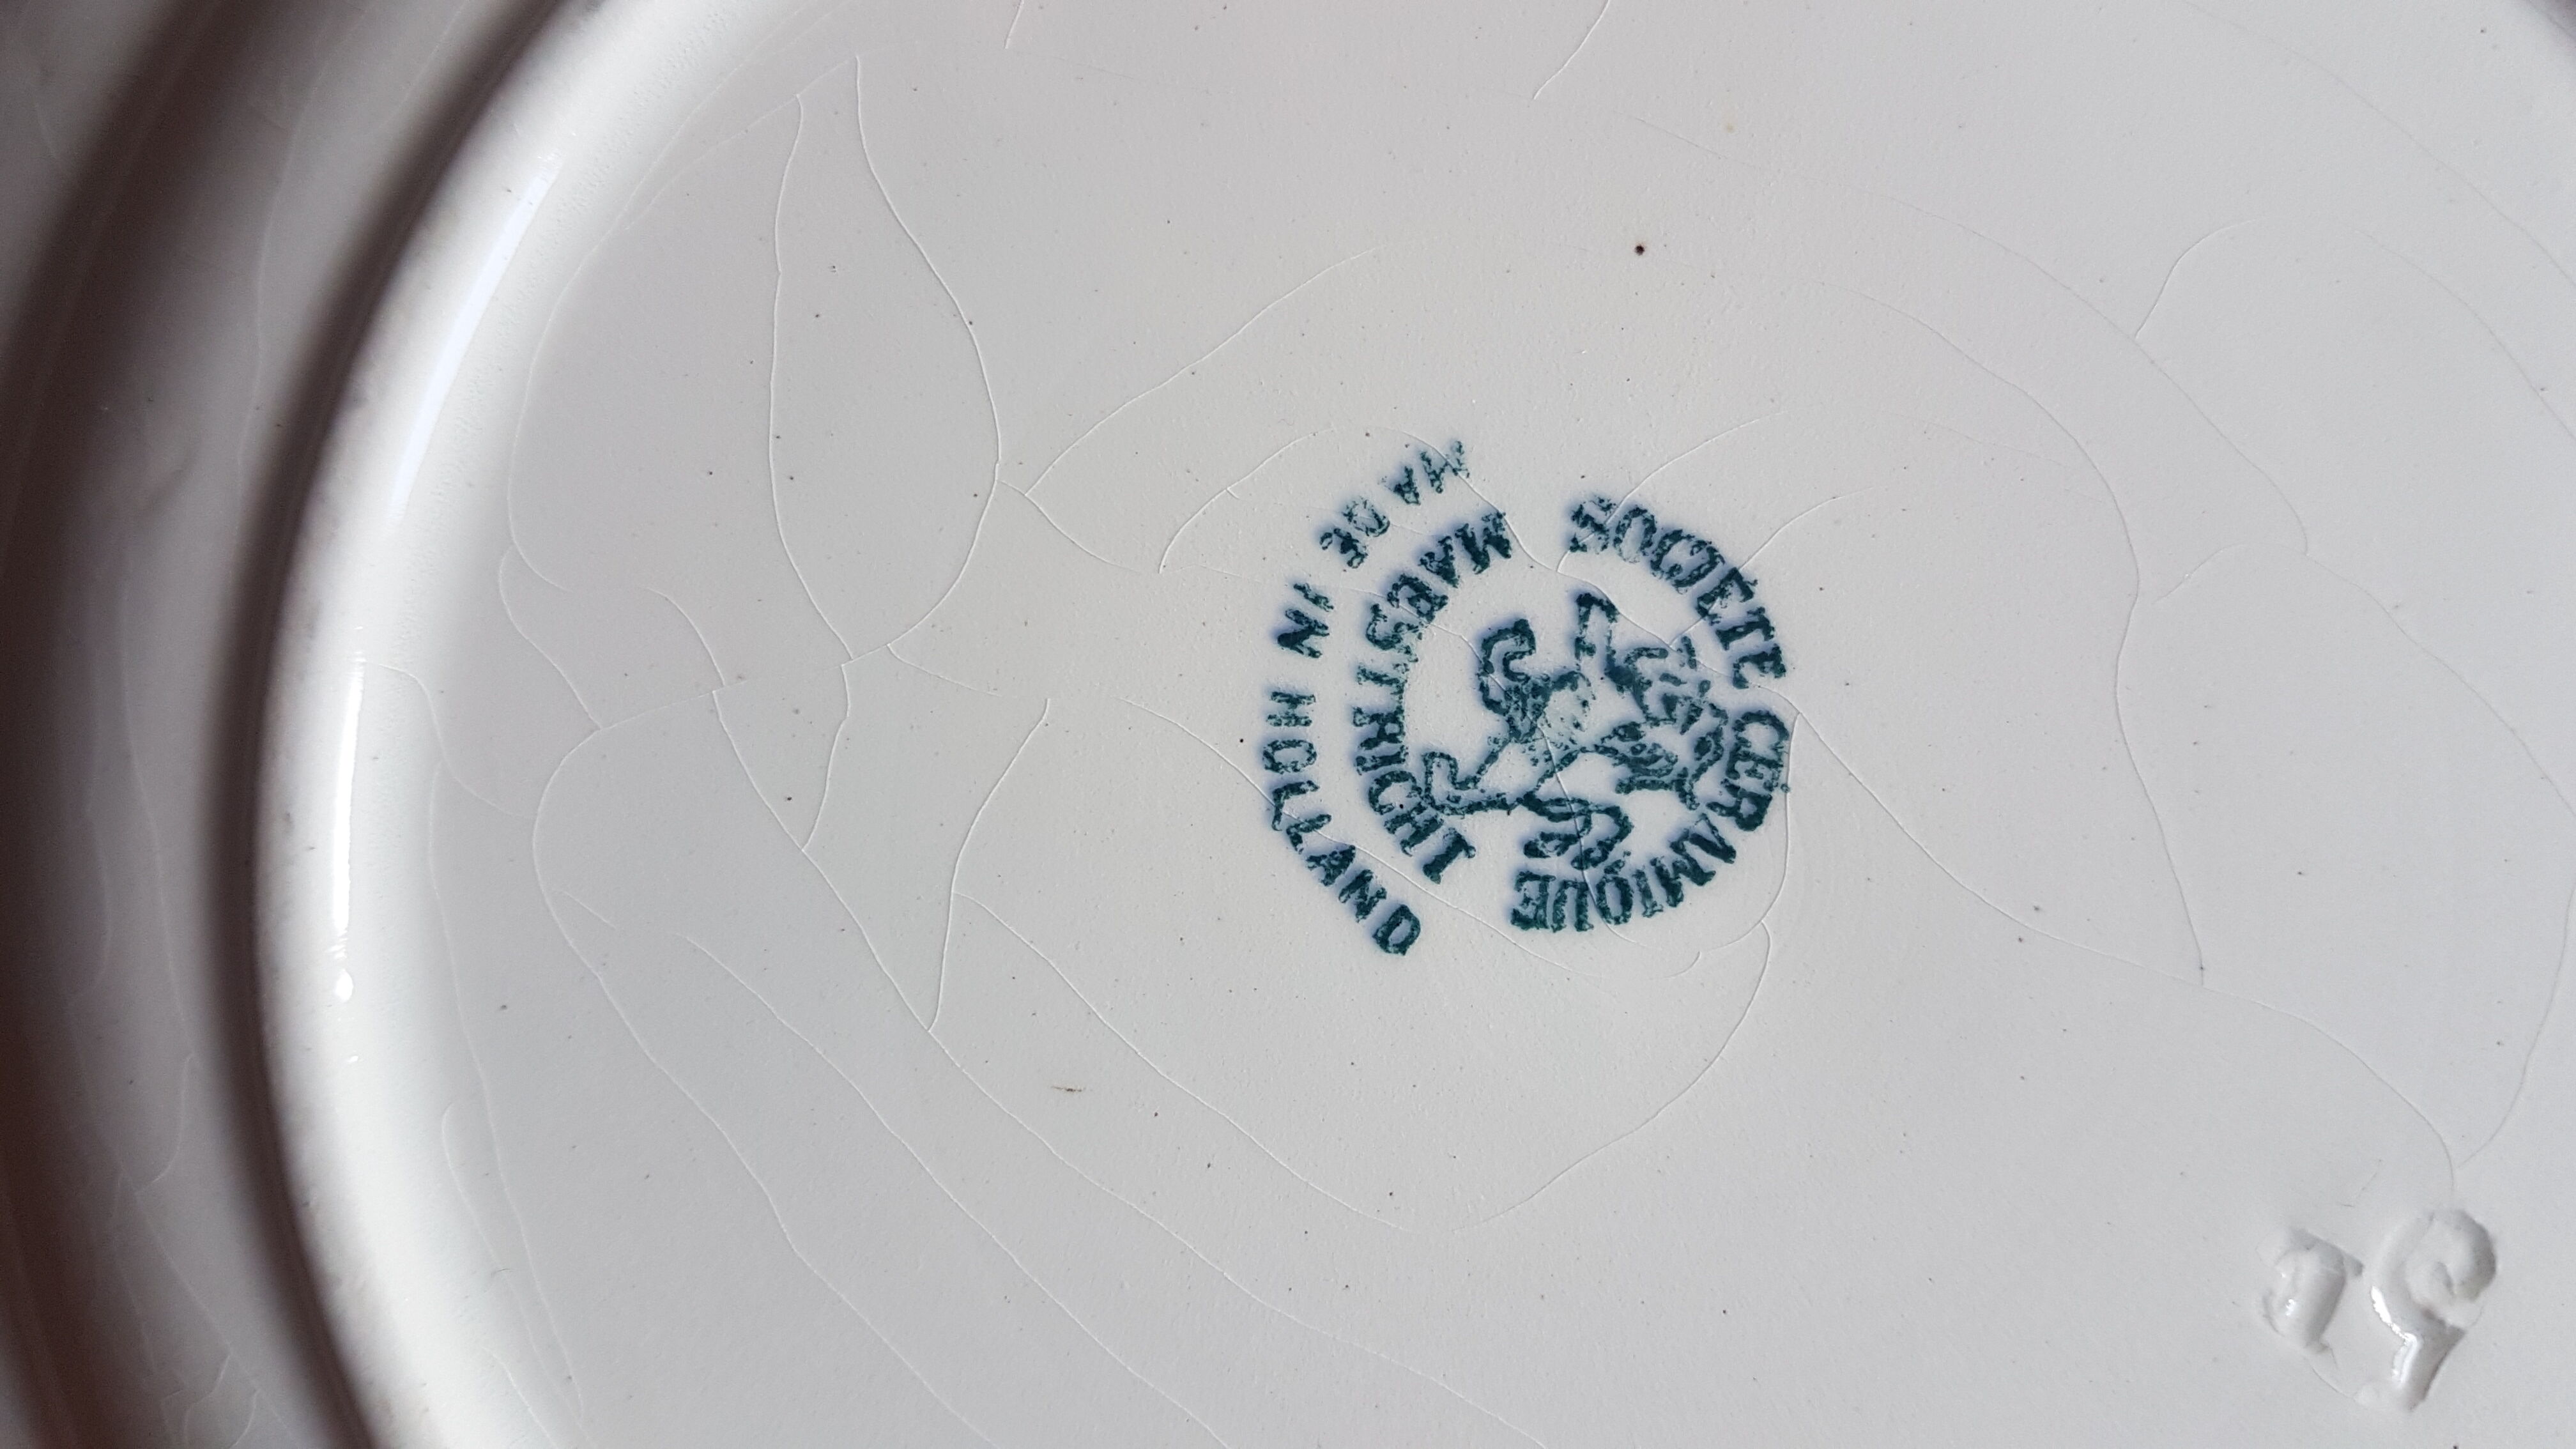 SOCIETE CERAMIQUE
MAESTRICHT
MADE IN HOLLAND